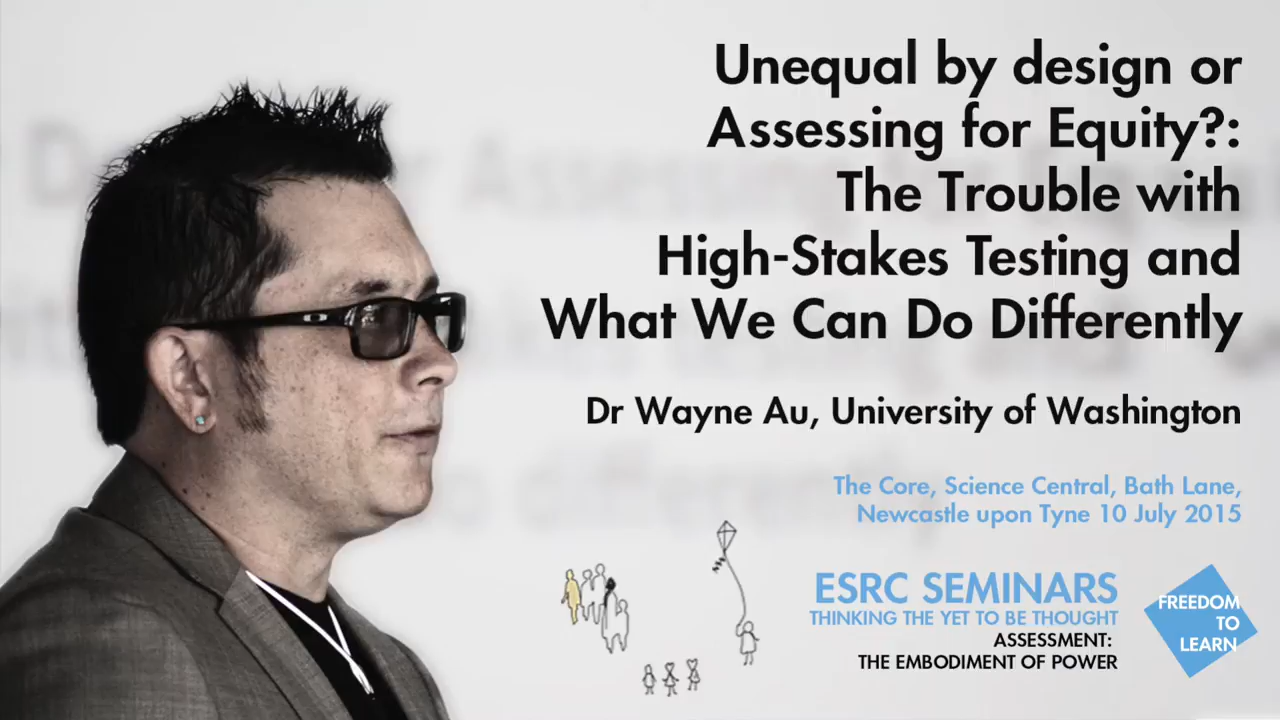 Unequal by design or
Assessing for Equity?:
The Trouble with
High-Stakes Testing and
What We Can Do Differently
Dr Wayne Au, University of Washington
The Core, Science Central, Bath Lane,
Newcastle upon Tyne 10 July 2015
ESRC SEMINARS
THINKING THE YET TO BE THOUGHT
ASSESSMENT:
THE EMBODIMENT OF POWER
FREEDOM
TO
LEARN